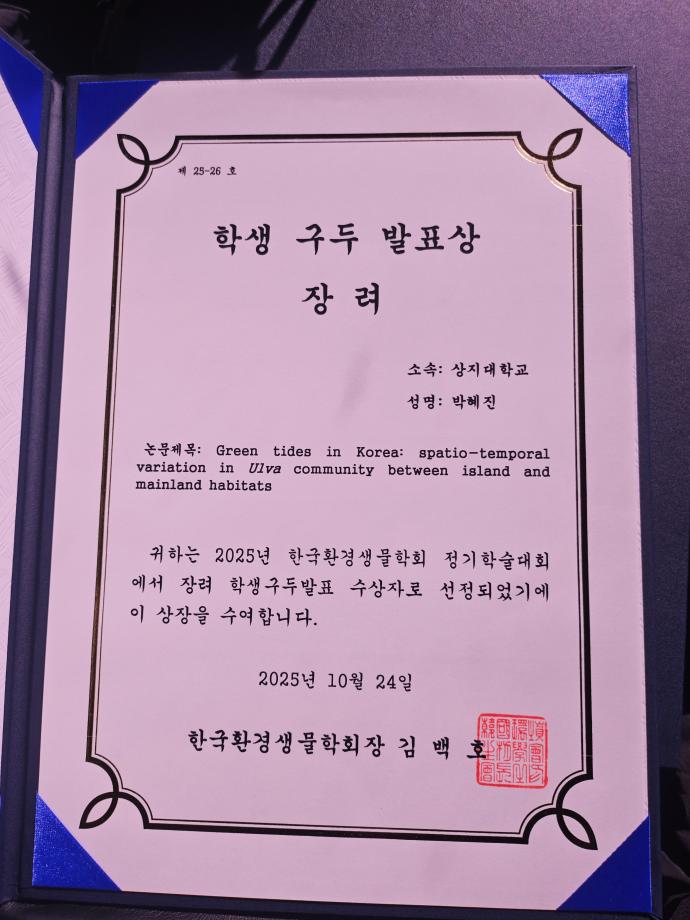 제 25-26 호
학생 구두 발표상
장 려
소속: 상지대학교
성명: 박혜진
논문제목: Green tides in Korea: spatio-temporal
variation in Ulva community between island and
mainland habitats
귀하는 2025년 한국환경생물학회 정기학술대회
에서 장려 학생구두발표 수상자로 선정되었기에
이 상장을 수여합니다.
2025년 10월 24일
한국환경생물학회장 김 백 호